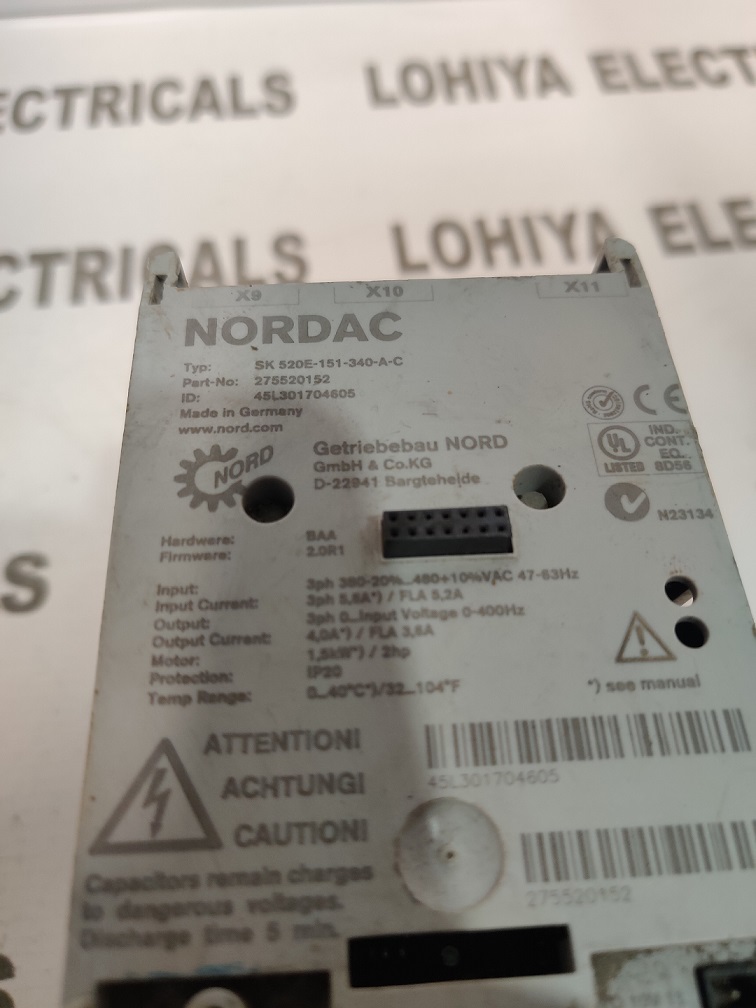 ECTRICALS LOHIYA ELECT
CTRICALS LOHIYA ELE
S
X9 X10 X11
NORDAC
Typ: SK 520E-151-340-A-C
Part-No: 275520152
ID: 45L301704605
Made in Germany
www.nord.com
NORD
Getriebebau NORD
GmbH & Co.KG
D-22941 Bargteheide
CE
UL
LISTED
IND.
CONT.
EQ.
8D56
N23134
Hardware: BAA
Firmware: 2.0R1
Input: 3ph 380-20%...480+10%VAC 47-63Hz
Input Current: 3ph 5,6A*) / FLA 5,2A
Output: 3ph 0...Input Voltage 0-400Hz
Output Current: 4,0A*) / FLA 3,6A
Motor: 1,5kW*) / 2hp
Protection: IP20
Temp Range: 0...40°C*)/32...104°F
*) see manual
ATTENTION!
ACHTUNG!
CAUTION!
45L301704605
275520152
Capacitors remain charges
to dangerous voltages.
Discharge time 5 min.